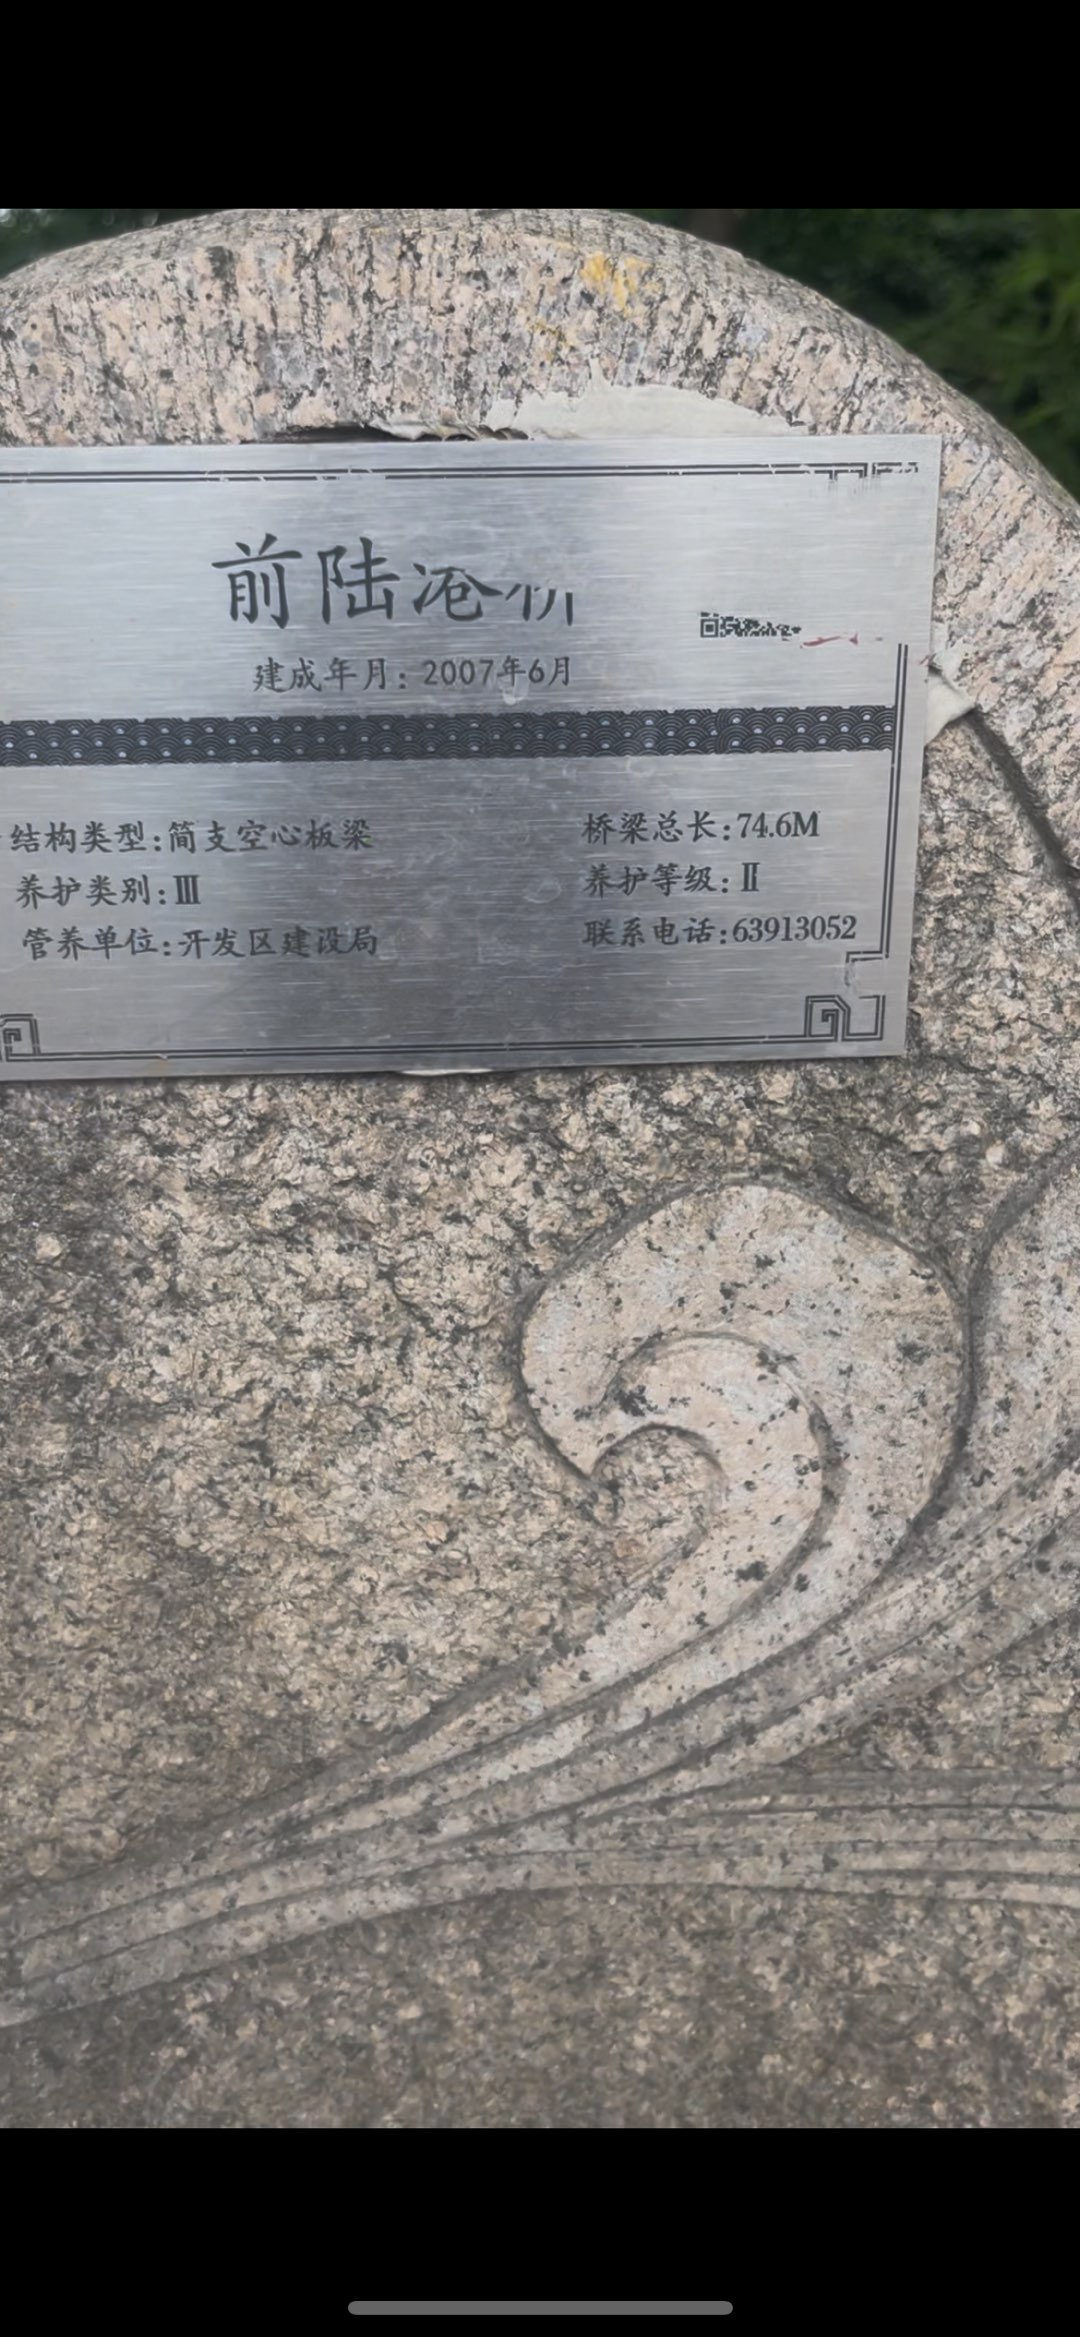 前陆
建成年月: 2007年6月
结构类型:简支空心板梁
桥梁总长:74.6M
养护类别:Ⅲ
养护等级:Ⅱ
管养单位:开发区建设局
联系电话:63913052